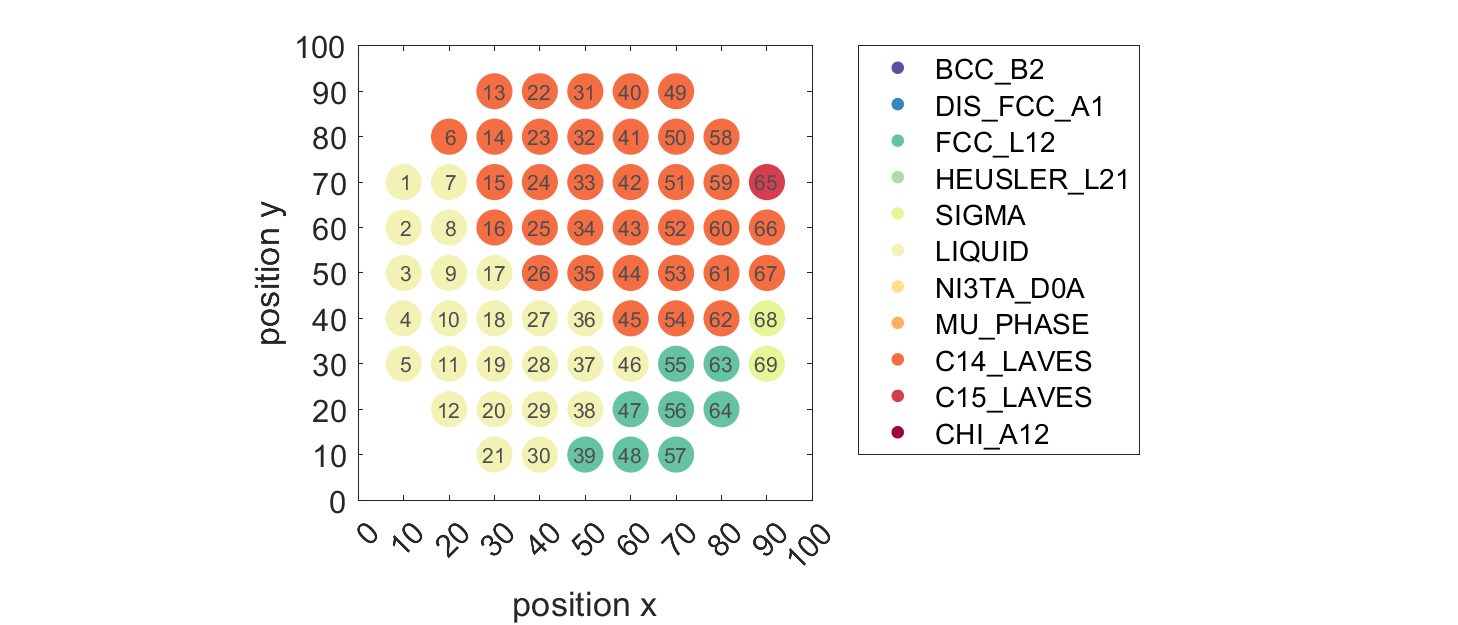 100
90
80
70
60
50
40
30
20
10
0
position y
13 22 31 40 49
6 14 23 32 41 50 58
1 7 15 24 33 42 51 59 65
2 8 16 25 34 43 52 60 66
3 9 17 26 35 44 53 61 67
4 10 18 27 36 45 54 62 68
5 11 19 28 37 46 55 63 69
12 20 29 38 47 56 64
21 30 39 48 57
0 10 20 30 40 50 60 70 80 90 100
position x
BCC_B2
DIS_FCC_A1
FCC_L12
HEUSLER_L21
SIGMA
LIQUID
NI3TA_D0A
MU_PHASE
C14_LAVES
C15_LAVES
CHI_A12